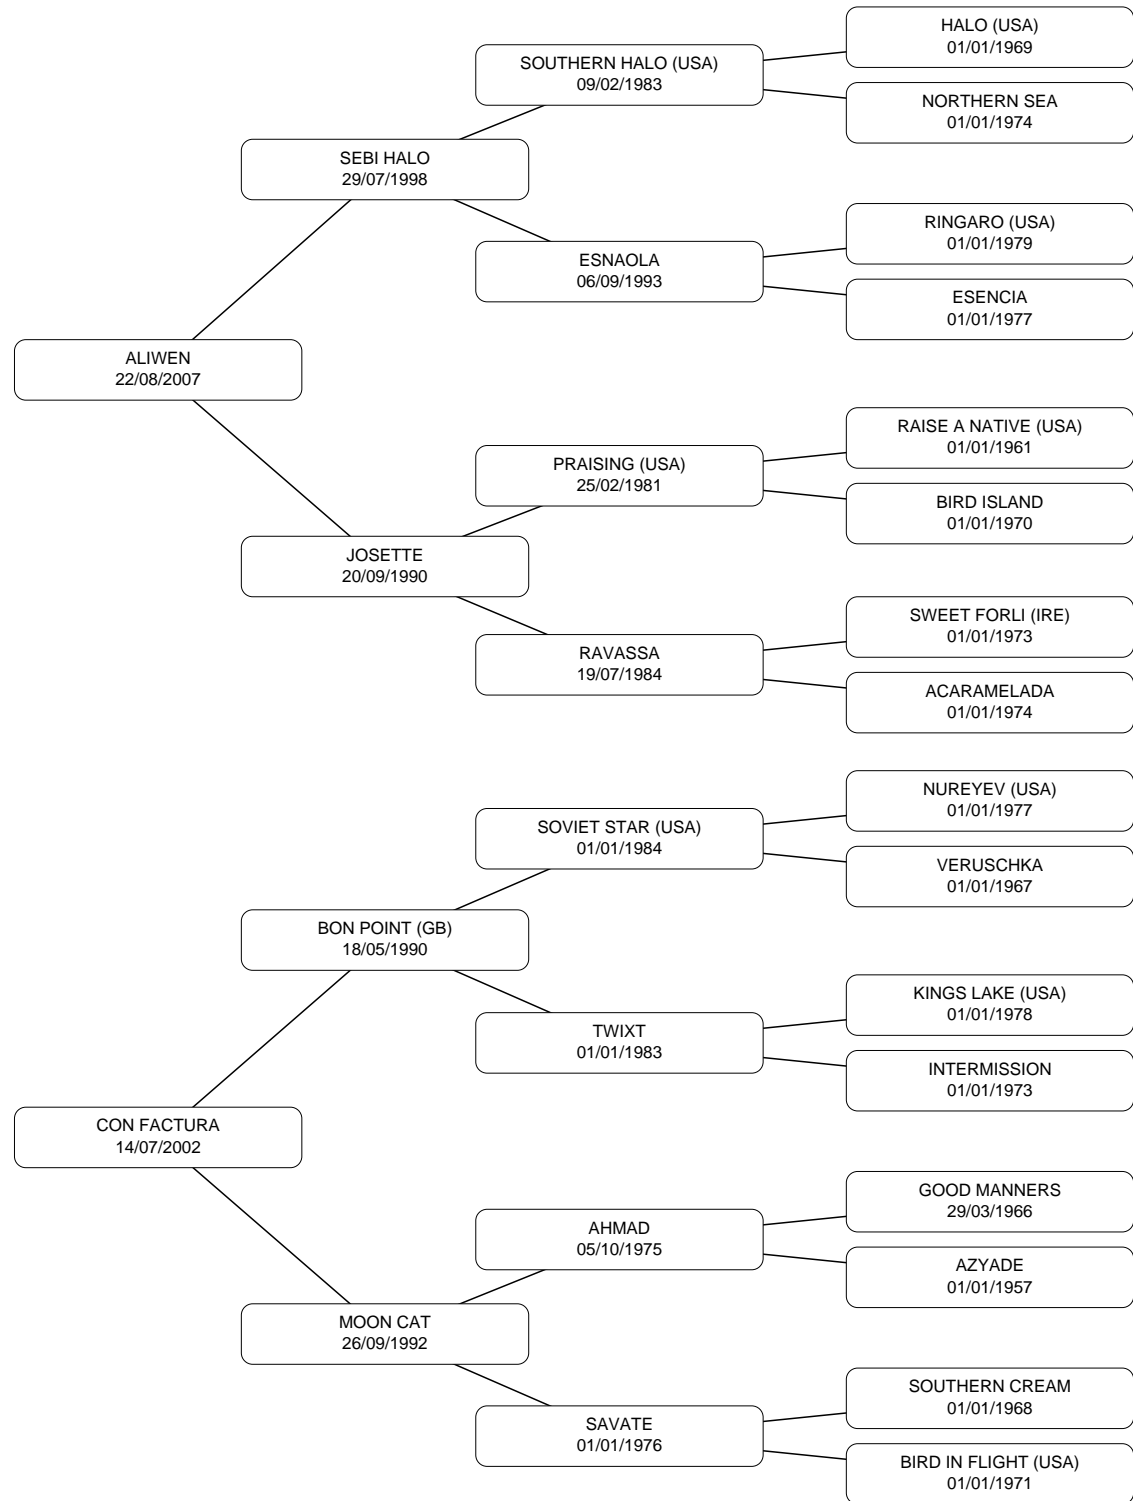 HALO (USA)
01/01/1969
SOUTHERN HALO (USA)
09/02/1983
NORTHERN SEA
01/01/1974
SEBI HALO
29/07/1998
RINGARO (USA)
01/01/1979
ESNAOLA
06/09/1993
ESENCIA
01/01/1977
ALIWEN
22/08/2007
RAISE A NATIVE (USA)
01/01/1961
PRAISING (USA)
25/02/1981
BIRD ISLAND
01/01/1970
JOSETTE
20/09/1990
SWEET FORLI (IRE)
01/01/1973
RAVASSA
19/07/1984
ACARAMELADA
01/01/1974
NUREYEV (USA)
01/01/1977
SOVIET STAR (USA)
01/01/1984
VERUSCHKA
01/01/1967
BON POINT (GB)
18/05/1990
KINGS LAKE (USA)
01/01/1978
TWIXT
01/01/1983
INTERMISSION
01/01/1973
CON FACTURA
14/07/2002
GOOD MANNERS
29/03/1966
AHMAD
05/10/1975
AZYADE
01/01/1957
MOON CAT
26/09/1992
SOUTHERN CREAM
01/01/1968
SAVATE
01/01/1976
BIRD IN FLIGHT (USA)
01/01/1971